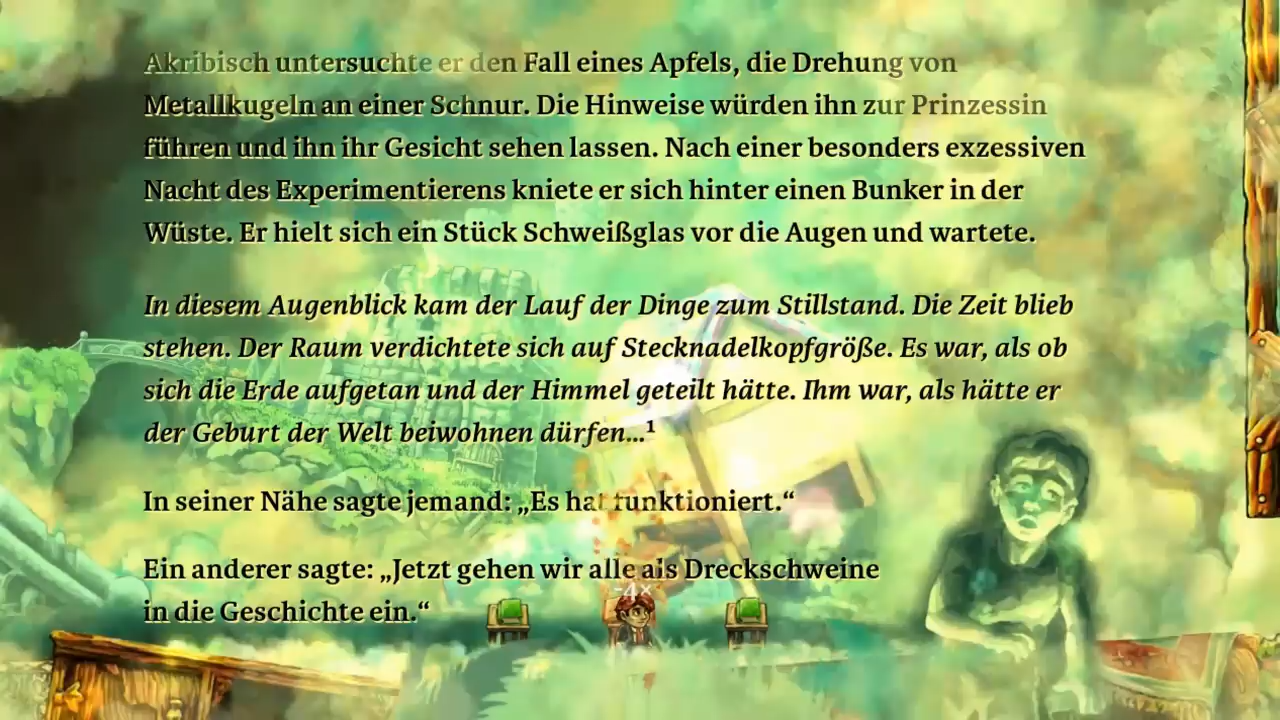 Akribisch untersuchte er den Fall eines Apfels, die Drehung von
Metallkugeln an einer Schnur. Die Hinweise würden ihn zur Prinzessin
führen und ihn ihr Gesicht sehen lassen. Nach einer besonders exzessiven
Nacht des Experimentierens kniete er sich hinter einen Bunker in der
Wüste. Er hielt sich ein Stück Schweißglas vor die Augen und wartete.
In diesem Augenblick kam der Lauf der Dinge zum Stillstand. Die Zeit blieb
stehen. Der Raum verdichtete sich auf Stecknadelkopfgröße. Es war, als ob
sich die Erde aufgetan und der Himmel geteilt hätte. Ihm war, als hätte er
der Geburt der Welt beiwohnen dürfen...¹
In seiner Nähe sagte jemand: „Es hat funktioniert.“
Ein anderer sagte: „Jetzt gehen wir alle als Dreckschweine
in die Geschichte ein.“
-4×